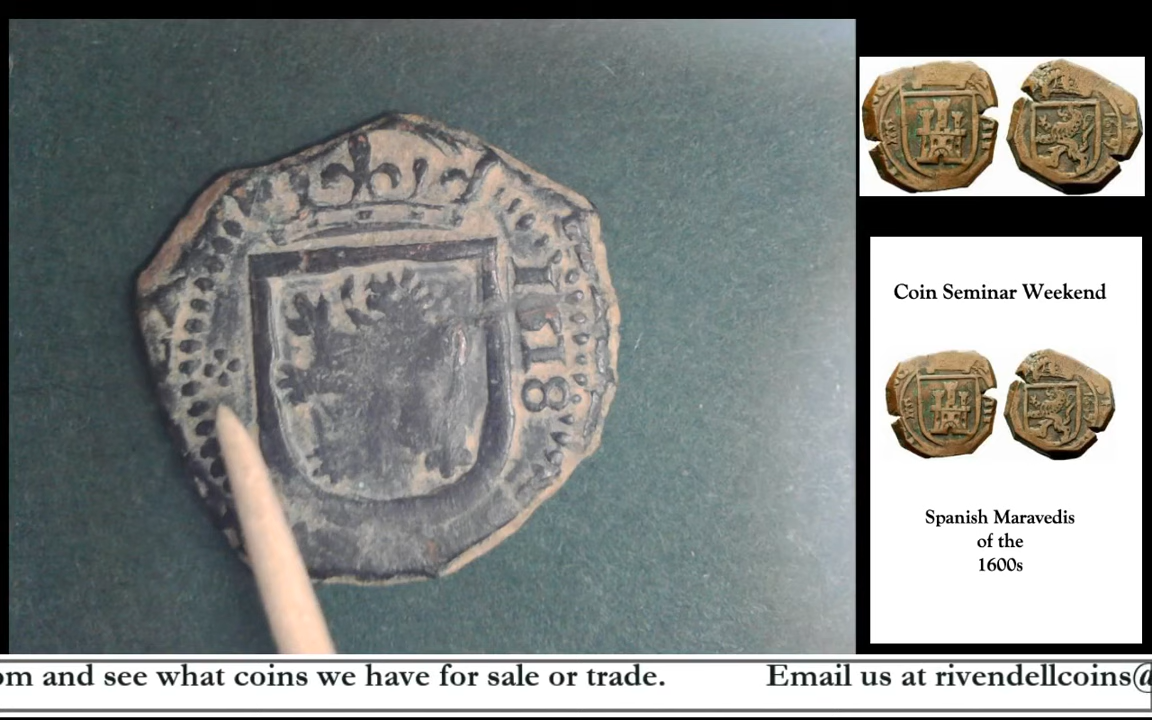 1618
Coin Seminar Weekend
Spanish Maravedis
of the
1600s
om and see what coins we have for sale or trade. Email us at rivendellcoins@